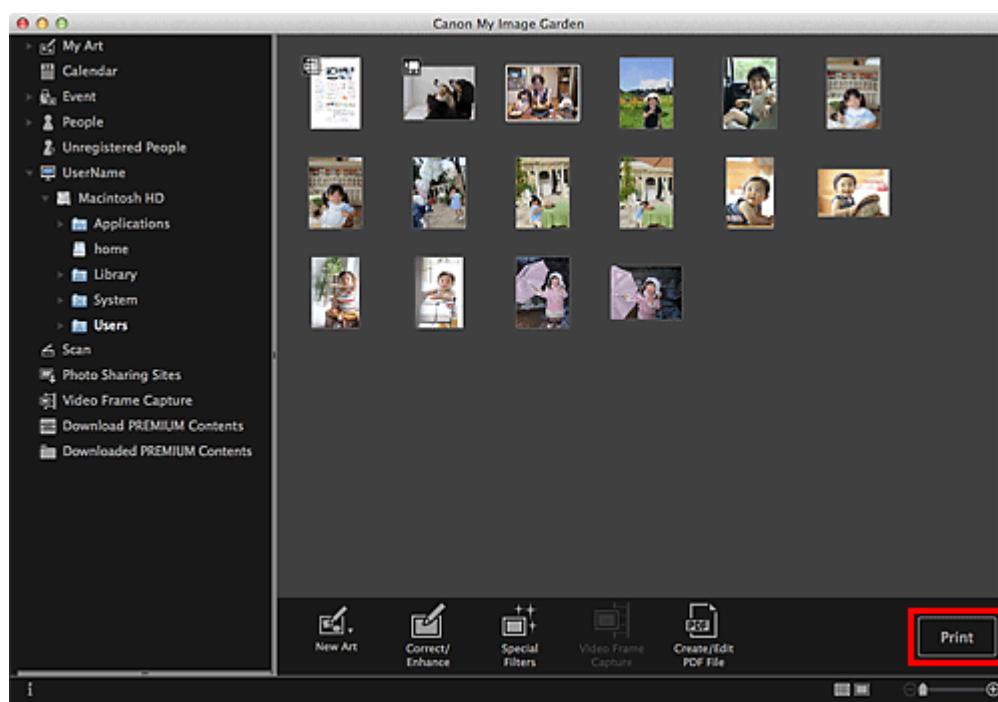 Canon My Image Garden
My Art
Calendar
Event
People
Unregistered People
UserName
Macintosh HD
Applications
home
Library
System
Users
Scan
Photo Sharing Sites
Video Frame Capture
Download PREMIUM Contents
Downloaded PREMIUM Contents
New Art
Correct/
Enhance
Special
Filters
Video Frame
Capture
PDF
Create/Edit
PDF File
Print